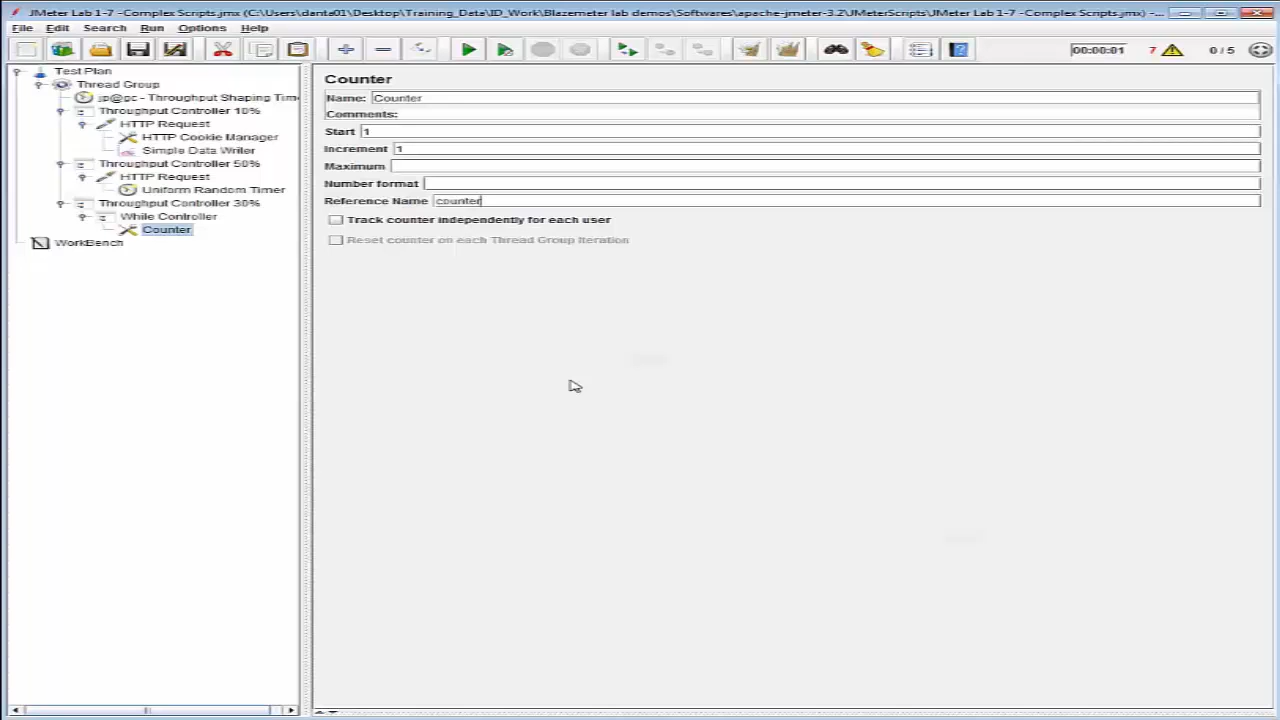 JMeter Lab 1-7 -Complex Scripts.jmx (C:\Users\danta01\Desktop\Training_Data\JD_Work\Blazemeter lab demos\Softwares\apache-jmeter-3.2\JMeterScripts\JMeter Lab 1-7 -Complex Scripts.jmx) -...
File Edit Search Run Options Help
00:00:01 7 0 / 5
Test Plan
Thread Group
jp@gc - Throughput Shaping Tim
Throughput Controller 10%
HTTP Request
HTTP Cookie Manager
Simple Data Writer
Throughput Controller 50%
HTTP Request
Uniform Random Timer
Throughput Controller 30%
While Controller
Counter
WorkBench
Counter
Name: Counter
Comments:
Start 1
Increment 1
Maximum
Number format
Reference Name counter
Track counter independently for each user
Reset counter on each Thread Group Iteration